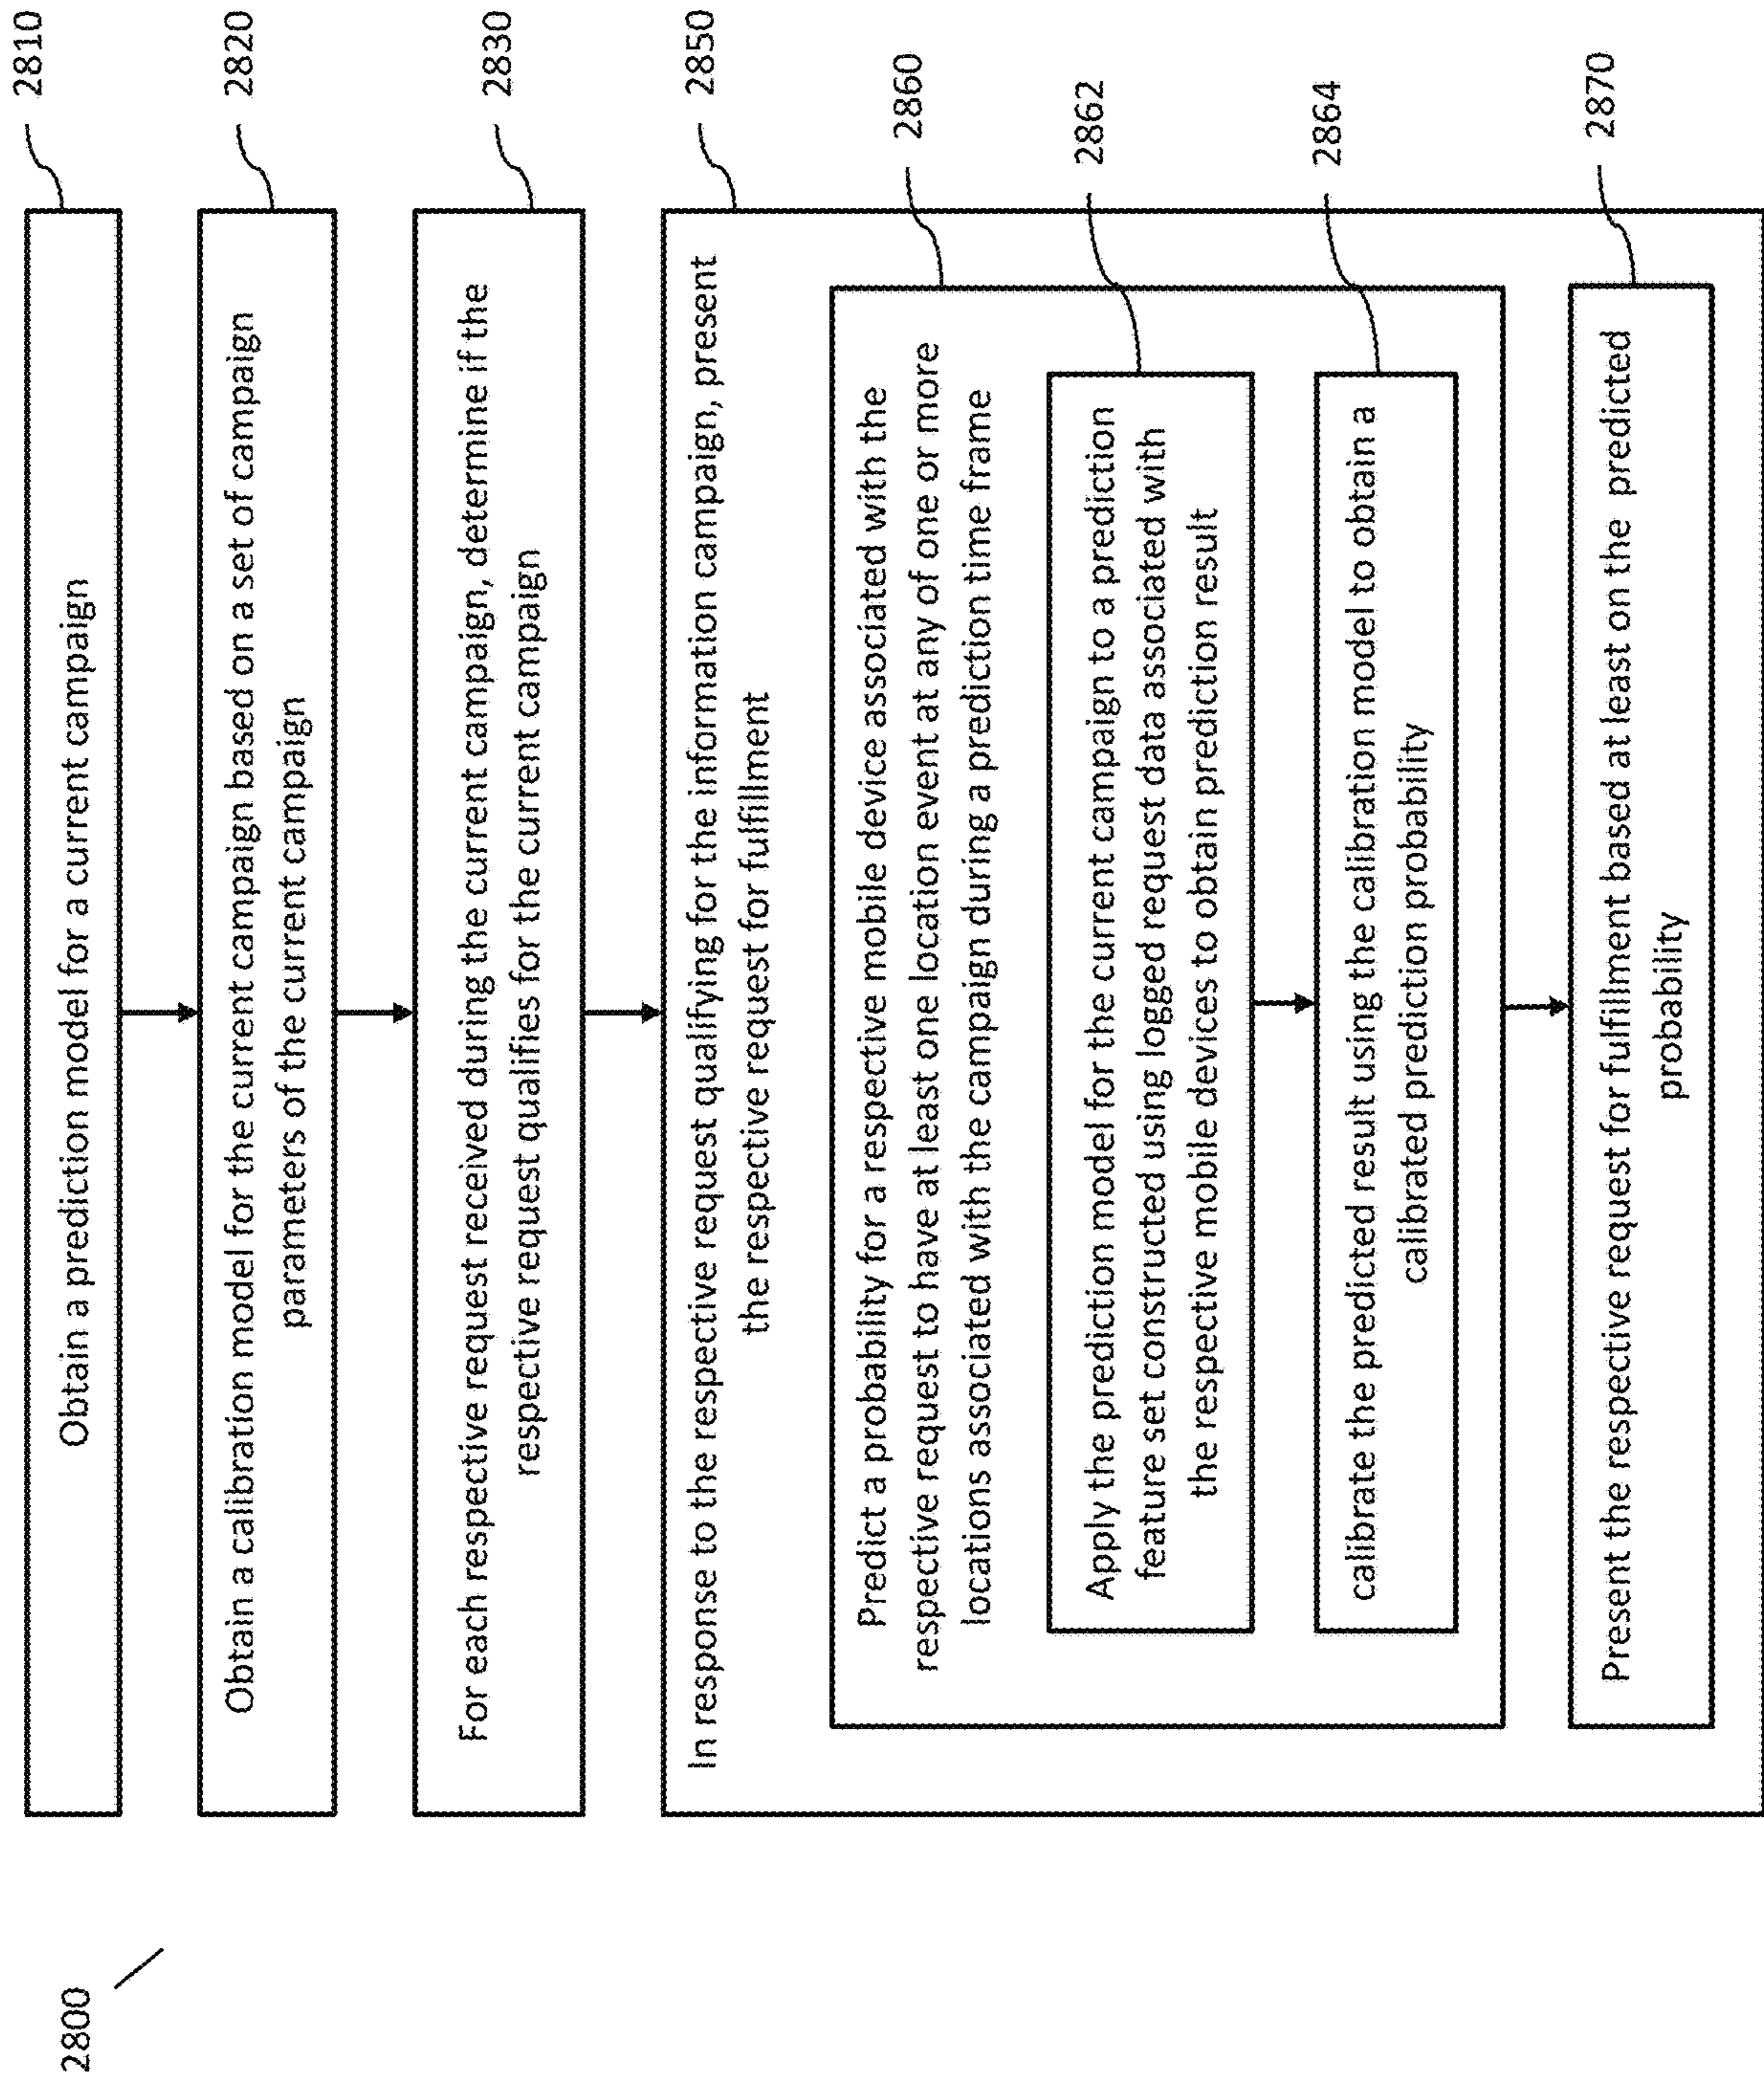 2800
Obtain a prediction model for a current campaign
2810
Obtain a calibration model for the current campaign based on a set of campaign
parameters of the current campaign
2820
For each respective request received during the current campaign, determine if the
respective request qualifies for the current campaign
2830
In response to the respective request qualifying for the information campaign, present
the respective request for fulfillment
2850
Predict a probability for a respective mobile device associated with the
respective request to have at least one location event at any of one or more
locations associated with the campaign during a prediction time frame
2860
Apply the prediction model for the current campaign to a prediction
feature set constructed using logged request data associated with
the respective mobile devices to obtain prediction result
2862
calibrate the predicted result using the calibration model to obtain a
calibrated prediction probability
2864
Present the respective request for fulfillment based at least on the predicted
probability
2870